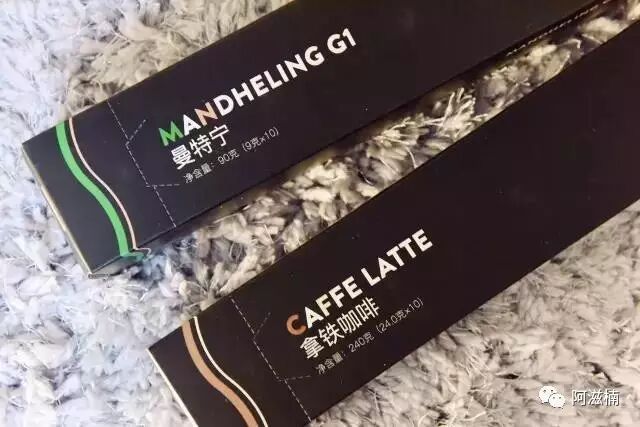 MANDHELING G1
曼特宁
净含量：90克（9克×10）
CAFFE LATTE
拿铁咖啡
净含量：240克（24.0克×10）
阿滋楠